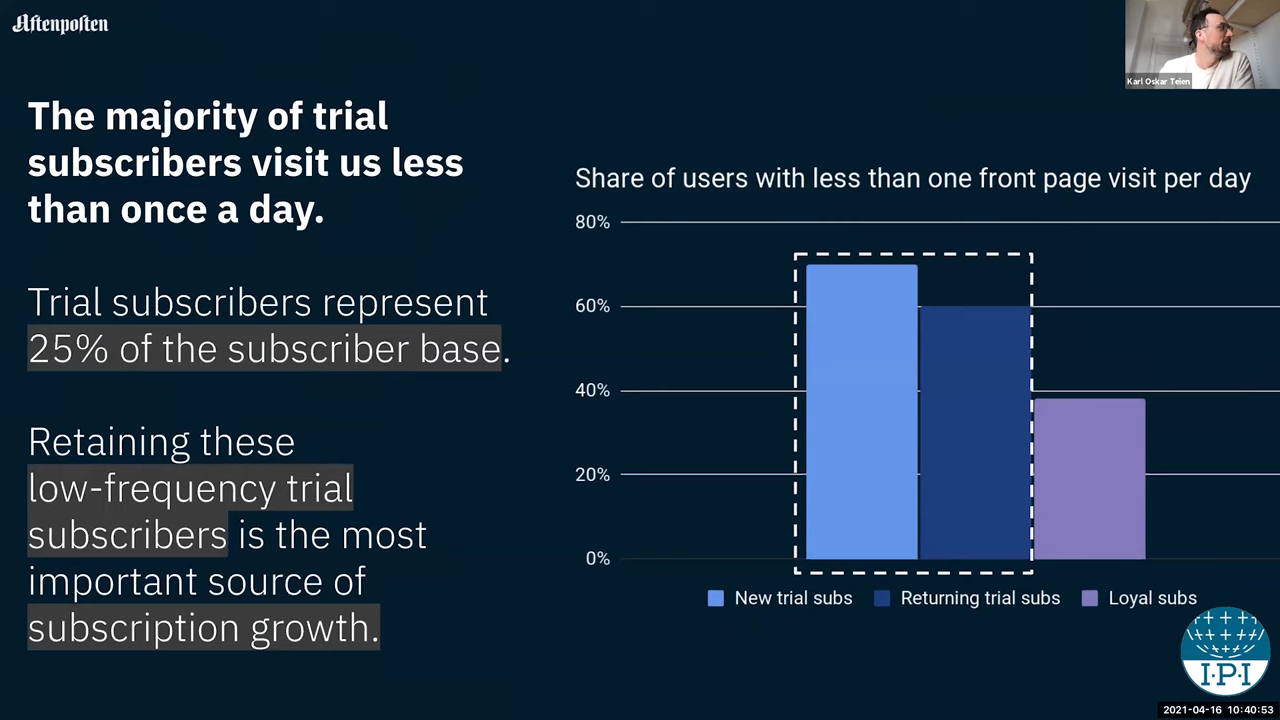 Aftenposten
Karl Oskar Teien
The majority of trial
subscribers visit us less
than once a day.
Trial subscribers represent
25% of the subscriber base.
Retaining these
low-frequency trial
subscribers is the most
important source of
subscription growth.
Share of users with less than one front page visit per day
80%
60%
40%
20%
0%
New trial subs
Returning trial subs
Loyal subs
I·P·I
2021-04-16 10:40:53